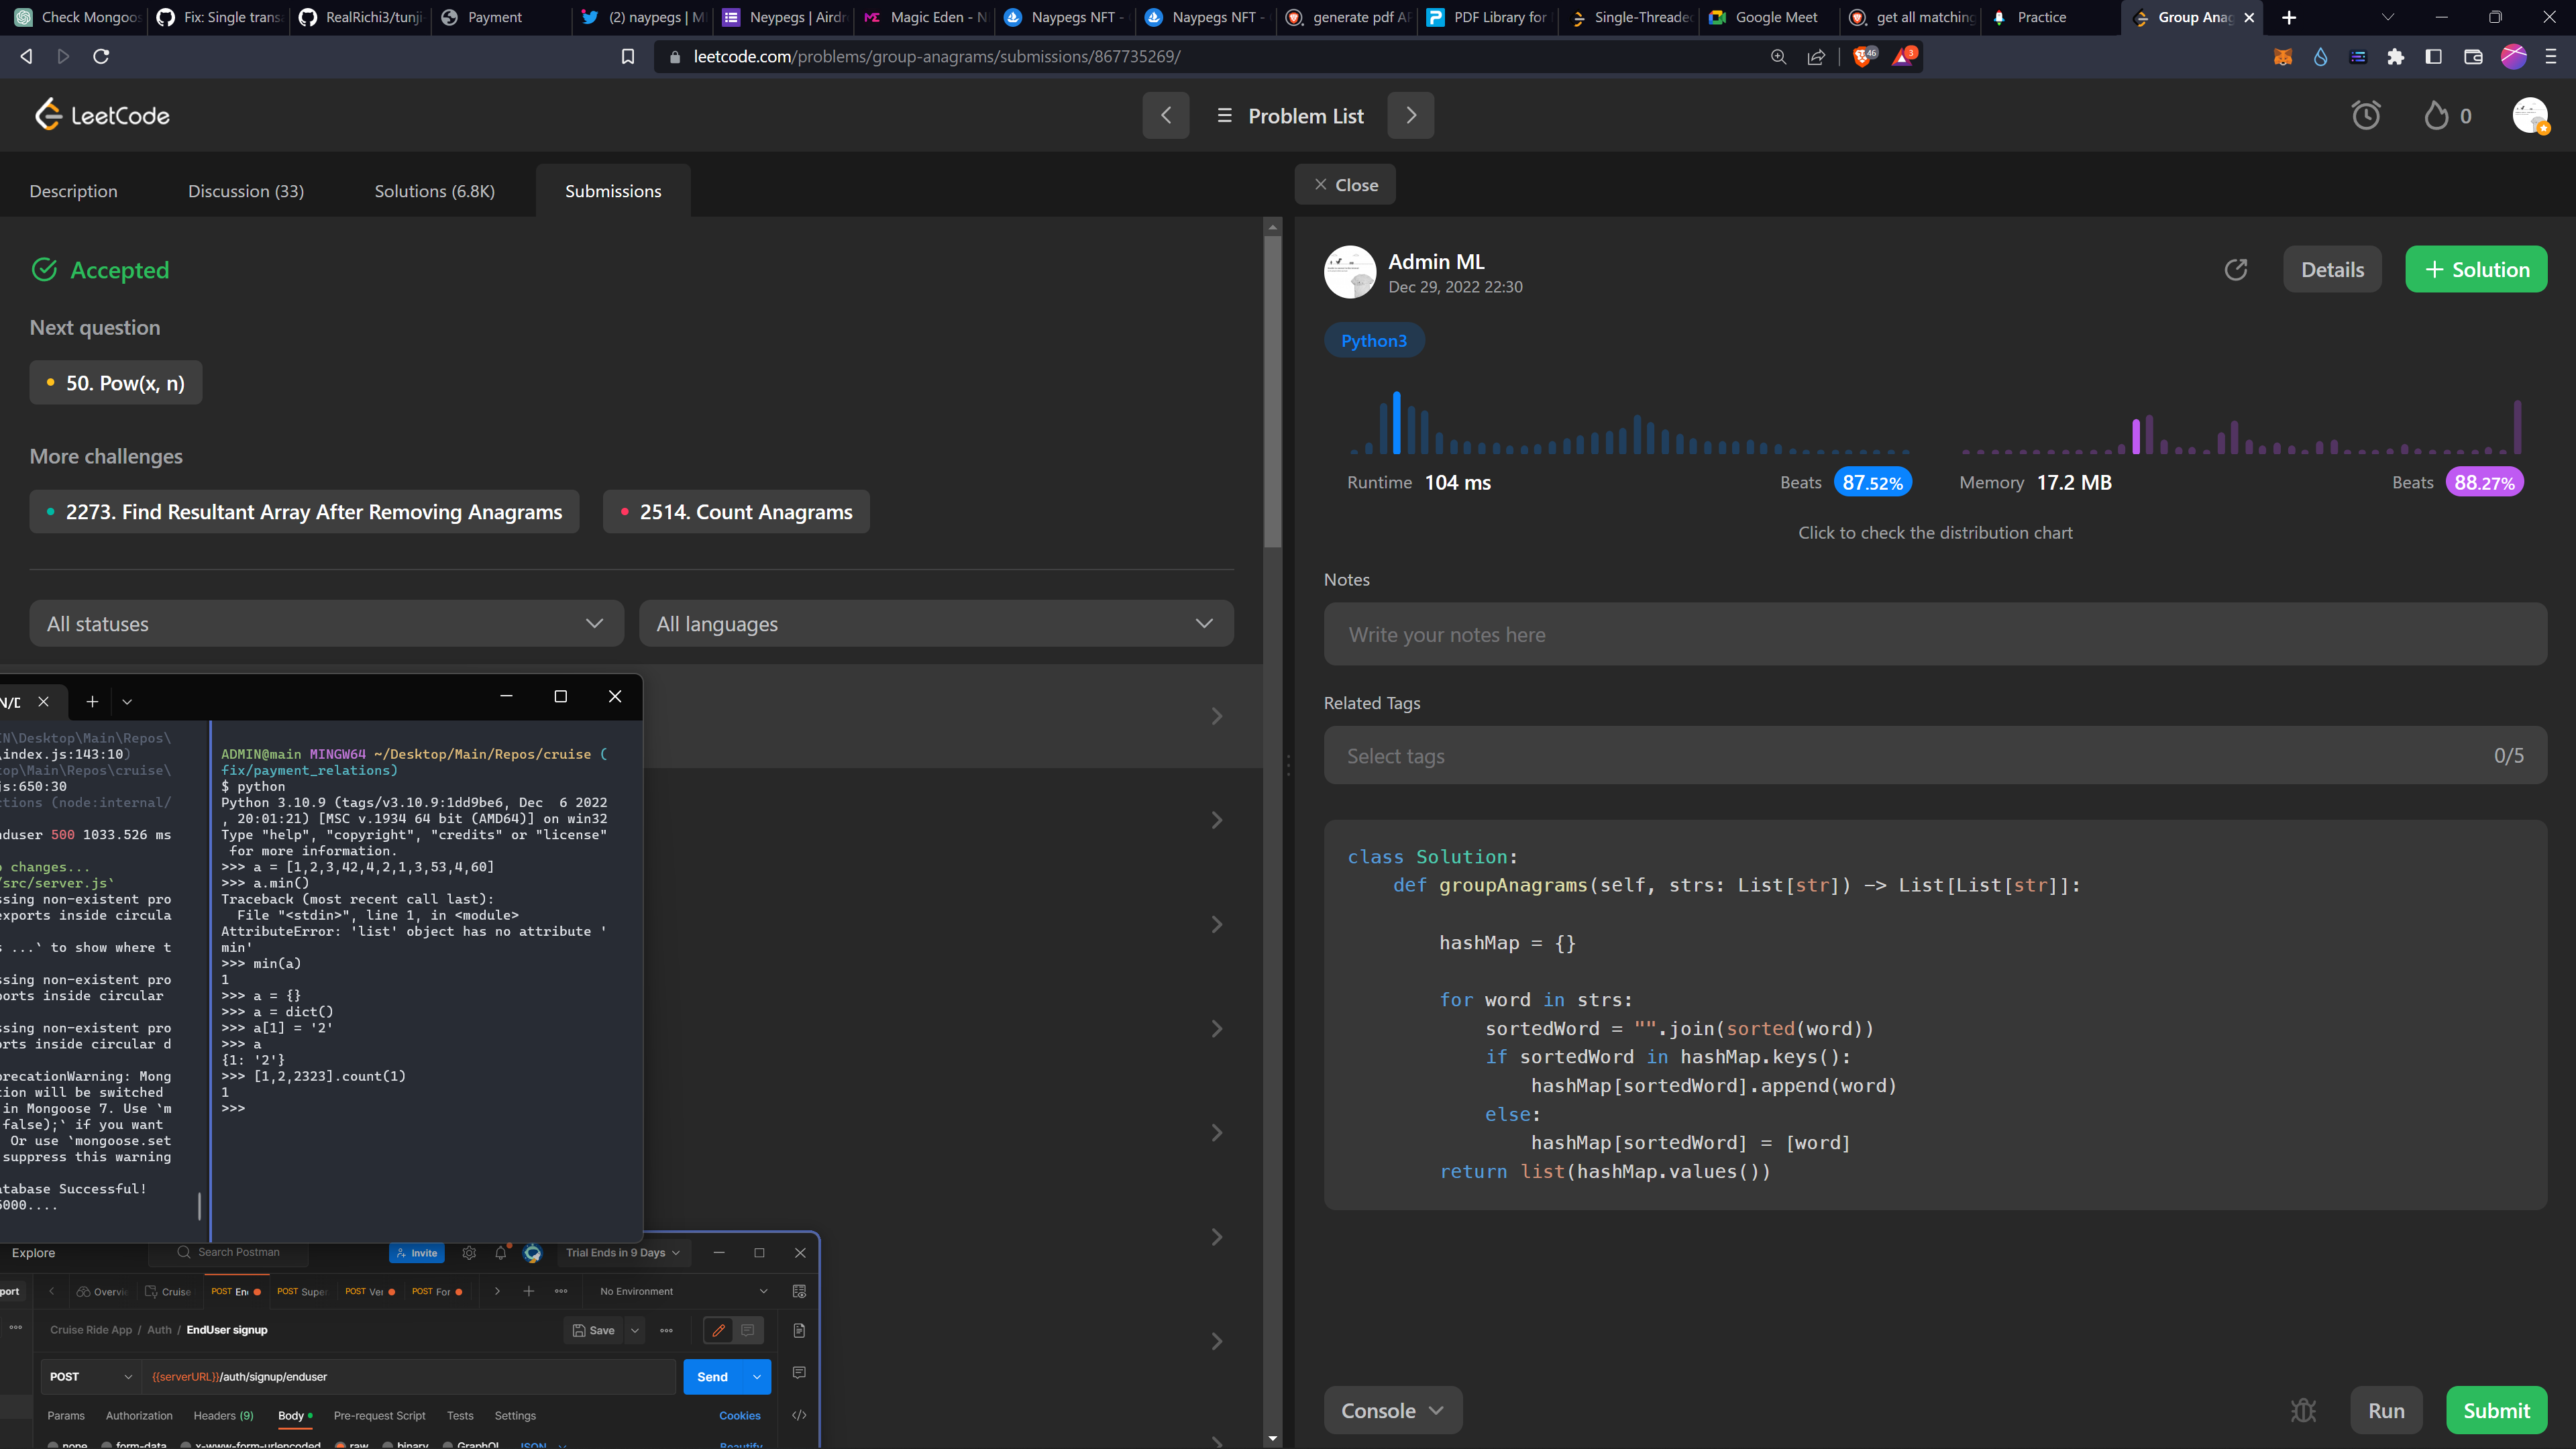 Check Mongoos
Fix: Single transa
RealRichi3/tunji-
Payment
(2) naypegs | M
Neypegs | Airdr
Magic Eden - N
Naypegs NFT -
Naypegs NFT -
generate pdf AP
PDF Library for
Single-Threaded
Google Meet
get all matching
Practice
Group Anag
leetcode.com/problems/group-anagrams/submissions/867735269/
46
3
LeetCode
Problem List
0
Description
Discussion (33)
Solutions (6.8K)
Submissions
Close
Accepted
Next question
50. Pow(x, n)
More challenges
2273. Find Resultant Array After Removing Anagrams
2514. Count Anagrams
All statuses
All languages
Admin ML
Dec 29, 2022 22:30
Details
Solution
Python3
Runtime 104 ms
Beats 87.52%
Memory 17.2 MB
Beats 88.27%
Click to check the distribution chart
Notes
Write your notes here
Related Tags
Select tags
0/5
class Solution:
def groupAnagrams(self, strs: List[str]) -> List[List[str]]:
hashMap = {}
for word in strs:
sortedWord = "".join(sorted(word))
if sortedWord in hashMap.keys():
hashMap[sortedWord].append(word)
else:
hashMap[sortedWord] = [word]
return list(hashMap.values())
Console
Run
Submit
N/D
N\Desktop\Main\Repos\
\index.js:143:10)
top\Main\Repos\cruise\
js:650:30
ctions (node:internal/
nduser 500 1033.526 ms
o changes...
/src/server.js`
ssing non-existent pro
exports inside circula
s ...` to show where t
ssing non-existent pro
ports inside circular
ssing non-existent pro
orts inside circular d
precationWarning: Mong
tion will be switched
in Mongoose 7. Use `m
false);` if you want
Or use `mongoose.set
suppress this warning
atabase Successful!
5000....
ADMIN@main MINGW64 ~/Desktop/Main/Repos/cruise (
fix/payment_relations)
$ python
Python 3.10.9 (tags/v3.10.9:1dd9be6, Dec  6 2022
, 20:01:21) [MSC v.1934 64 bit (AMD64)] on win32
Type "help", "copyright", "credits" or "license"
for more information.
>>> a = [1,2,3,42,4,2,1,3,53,4,60]
>>> a.min()
Traceback (most recent call last):
File "<stdin>", line 1, in <module>
AttributeError: 'list' object has no attribute '
min'
>>> min(a)
1
>>> a = {}
>>> a = dict()
>>> a[1] = '2'
>>> a
{1: '2'}
>>> [1,2,2323].count(1)
1
>>>
Explore
Search Postman
Invite
Trial Ends in 9 Days
port
Overvi
Cruise
POST En
POST Super
POST Ver
POST For
No Environment
Cruise Ride App / Auth / EndUser signup
Save
POST
{{serverURL}}/auth/signup/enduser
Send
Params
Authorization
Headers (9)
Body
Pre-request Script
Tests
Settings
Cookies
none
form-data
x-www-form-urlencoded
raw
binary
GraphQL
JSON
Beautify